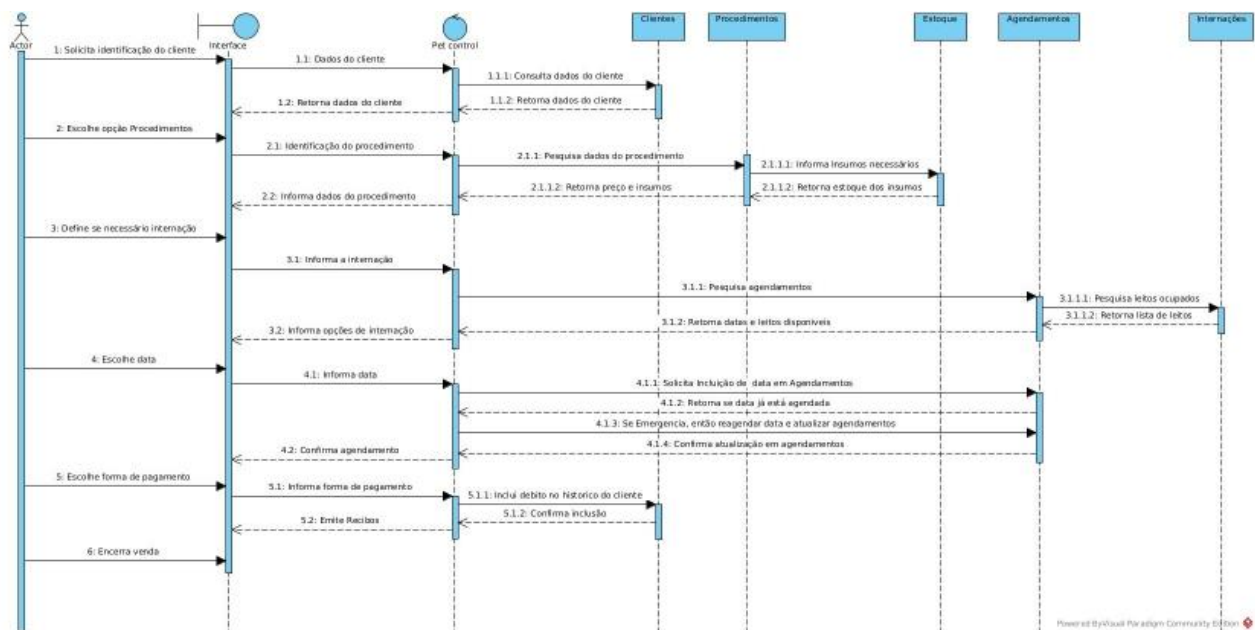 Clientes
Procedimentos
Estoque
Agendamentos
Internações
Actor
Interface
Pet control
1: Solicita identificação do cliente
1.1: Dados do cliente
1.1.1: Consulta dados do cliente
1.1.2: Retorna dados do cliente
1.2: Retorna dados do cliente
2: Escolhe opção Procedimentos
2.1: Identificação do procedimento
2.1.1: Pesquisa dados do procedimento
2.1.1.1: Informa Insumos necessários
2.1.1.2: Retorna preço e insumos
2.1.1.2: Retorna estoque dos insumos
2.2: Informa dados do procedimento
3: Define se necessário internação
3.1: Informa a internação
3.1.1: Pesquisa agendamentos
3.1.1.1: Pesquisa leitos ocupados
3.1.1.2: Retorna lista de leitos
3.1.2: Retorna datas e leitos disponiveis
3.2: Informa opções de internação
4: Escolhe data
4.1: Informa data
4.1.1: Solicita Incluição de data em Agendamentos
4.1.2: Retorna se data já está agendada
4.1.3: Se Emergencia, então reagendar data e atualizar agendamentos
4.1.4: Confirma atualização em agendamentos
4.2: Confirma agendamento
5: Escolhe forma de pagamento
5.1: Informa forma de pagamento
5.1.1: Inclui debito no historico do cliente
5.1.2: Confirma inclusão
5.2: Emite Recibos
6: Encerra venda
Powered By Visual Paradigm Community Edition